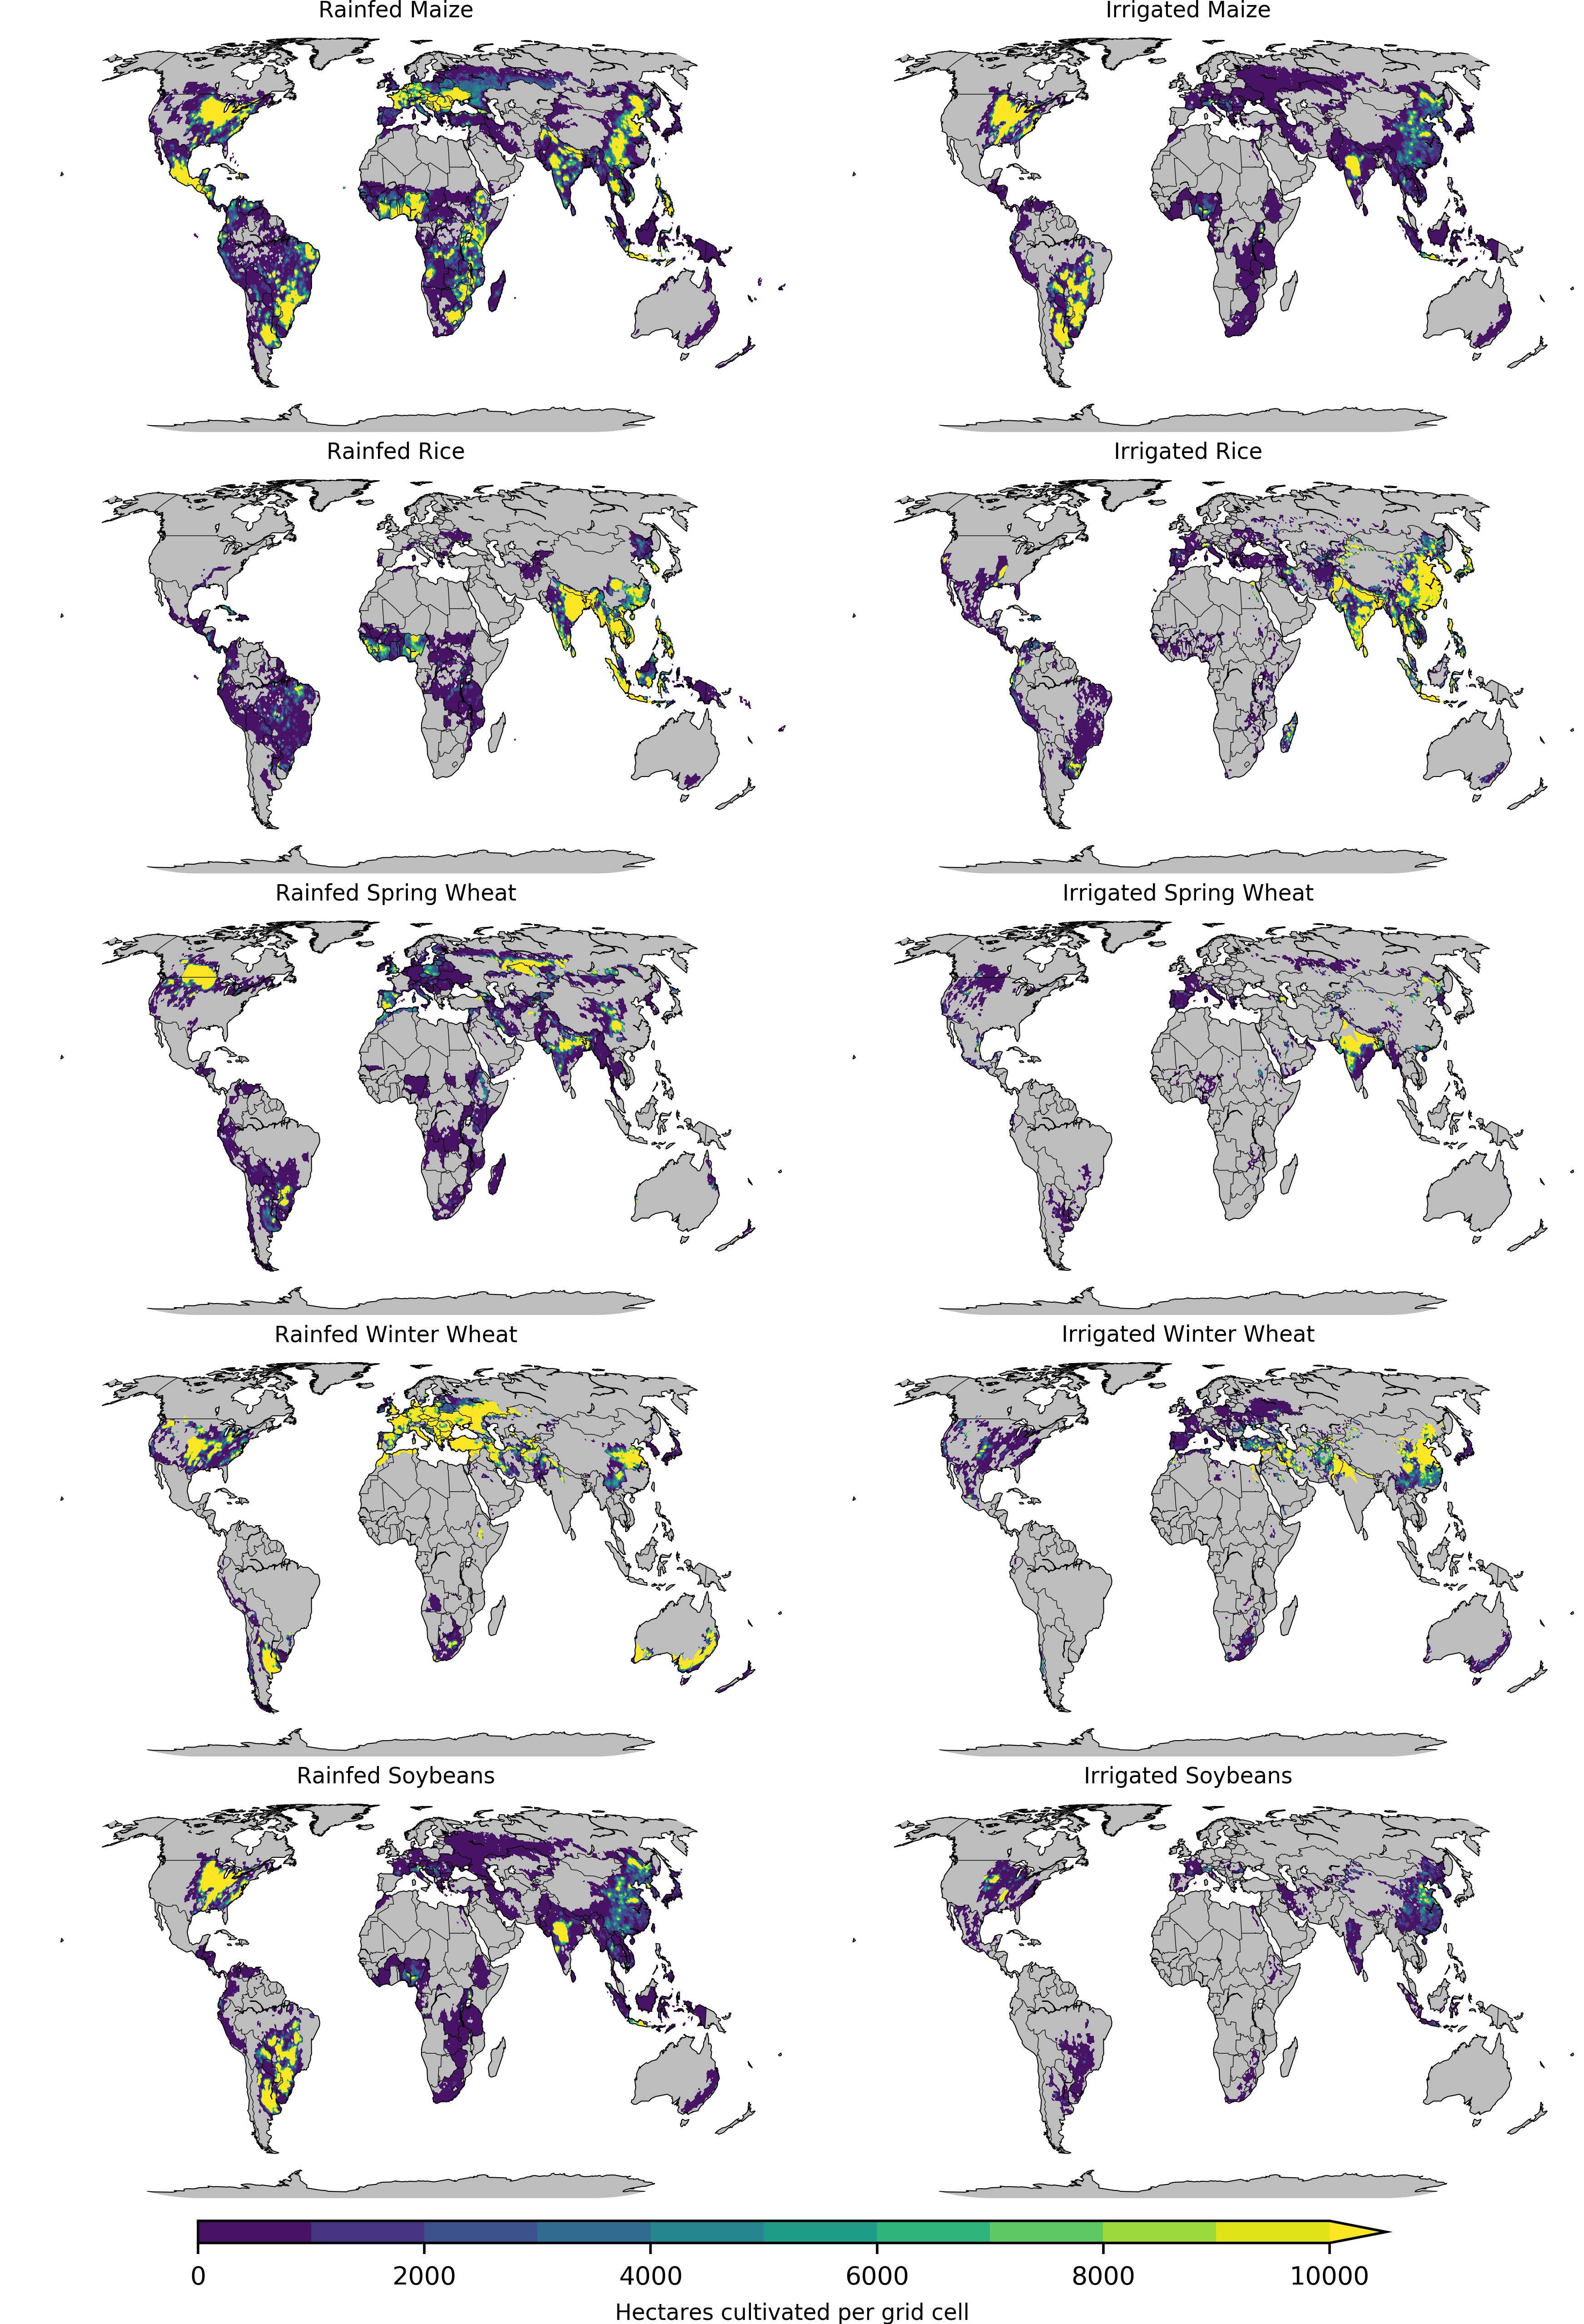 Rainfed Maize
Irrigated Maize
Rainfed Rice
Irrigated Rice
Rainfed Spring Wheat
Irrigated Spring Wheat
Rainfed Winter Wheat
Irrigated Winter Wheat
Rainfed Soybeans
Irrigated Soybeans
0 2000 4000 6000 8000 10000
Hectares cultivated per grid cell